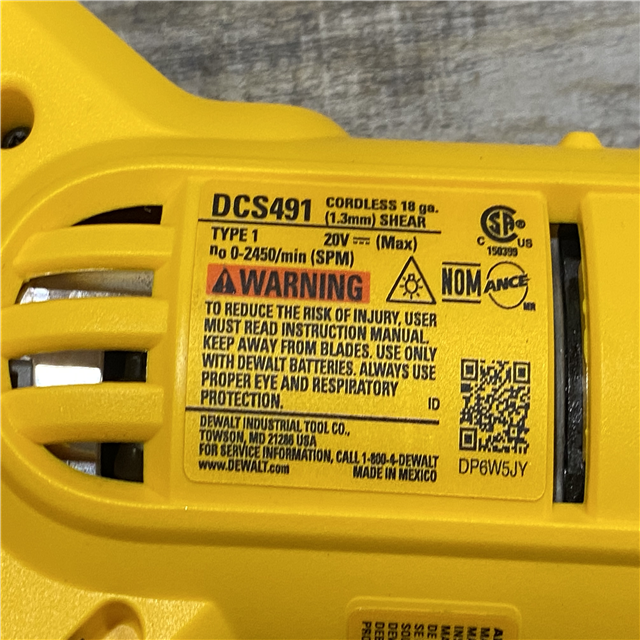 DCS491 CORDLESS 18 ga.
(1.3mm) SHEAR
TYPE 1 20V ⎓ (Max)
no 0-2450/min (SPM)
WARNING
SA ®
C US
150399
NOM
ANCE
MR
TO REDUCE THE RISK OF INJURY, USER
MUST READ INSTRUCTION MANUAL.
KEEP AWAY FROM BLADES. USE ONLY
WITH DEWALT BATTERIES. ALWAYS USE
PROPER EYE AND RESPIRATORY
PROTECTION. ID
DEWALT INDUSTRIAL TOOL CO.,
TOWSON, MD 21286 USA
FOR SERVICE INFORMATION, CALL 1-800-4-DEWALT
www.DEWALT.com MADE IN MEXICO
DP6W5JY